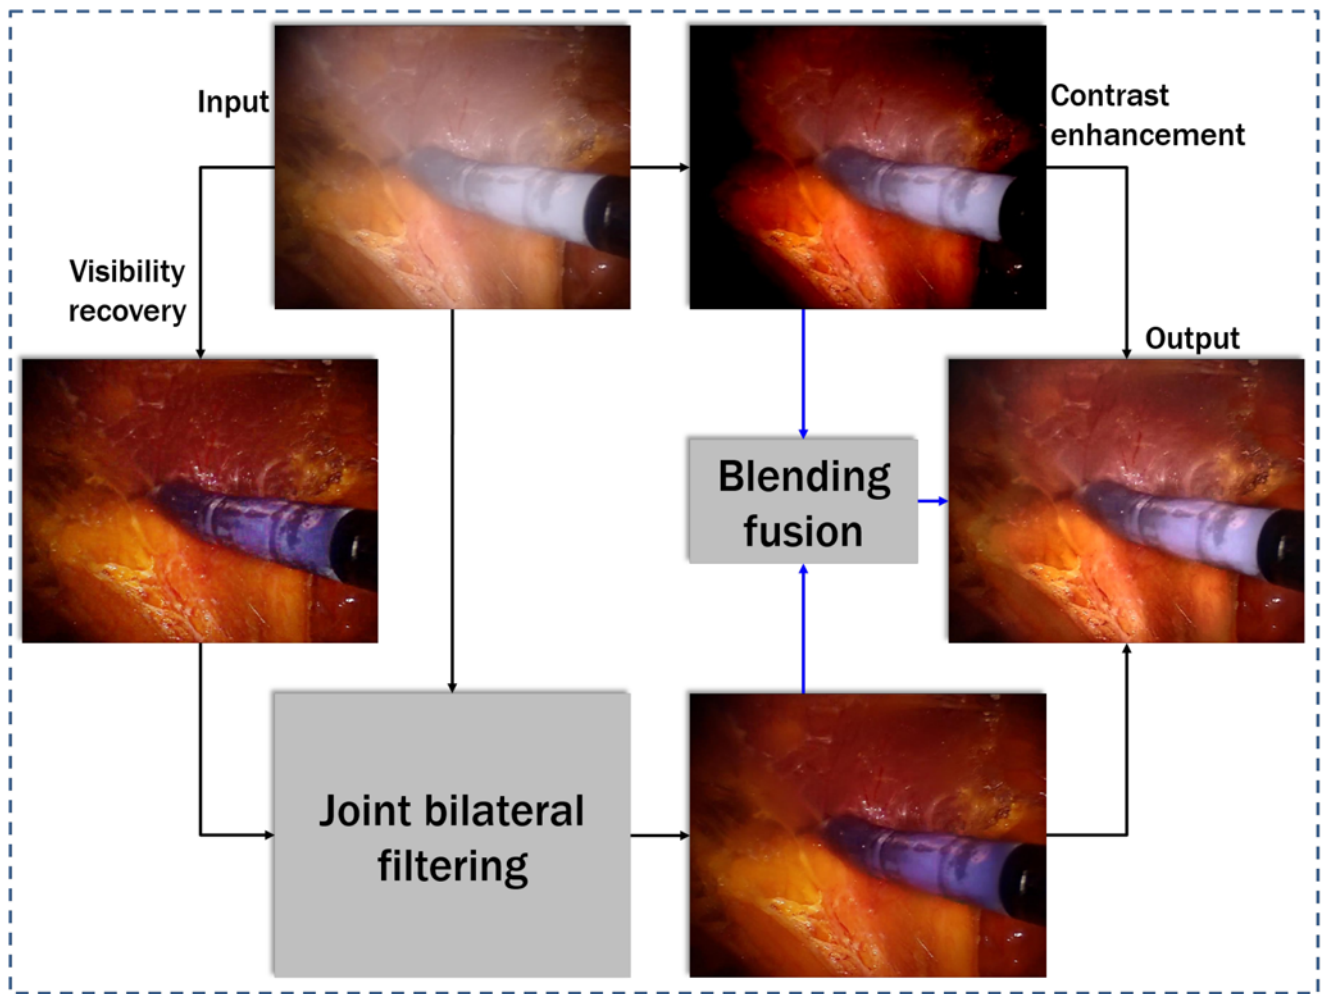 Input
Contrast
enhancement
Visibility
recovery
Output
Blending
fusion
Joint bilateral
filtering